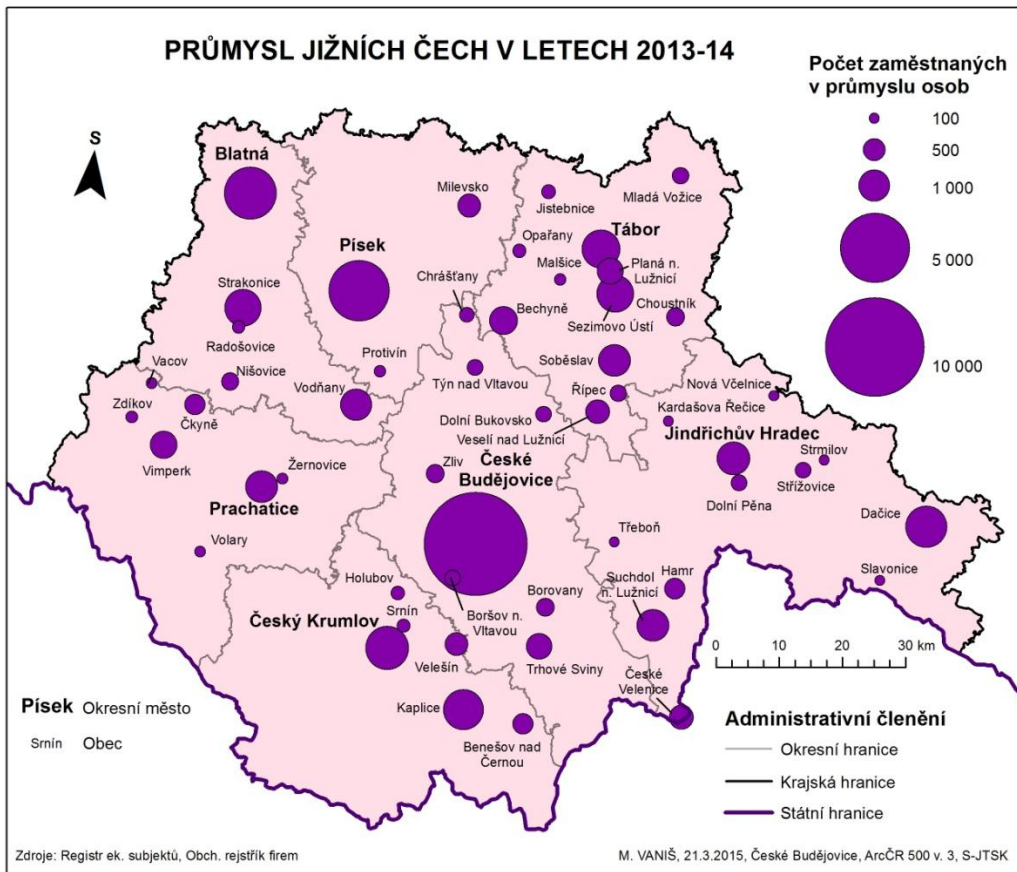 PRŮMYSL JIŽNÍCH ČECH V LETECH 2013-14
Počet zaměstnaných
v průmyslu osob
100
500
1 000
5 000
10 000
S
Blatná
Milevsko
Jistebnice
Mladá Vožice
Písek
Opařany
Tábor
Malšice
Planá n.
Lužnicí
Chrášťany
Strakonice
Choustník
Bechyně
Sezimovo Ústí
Radošovice
Vacov
Nišovice
Protivín
Týn nad Vltavou
Soběslav
Vodňany
Řípec
Nová Včelnice
Zdíkov
Čkyně
Dolní Bukovsko
Kardašova Řečice
Veselí nad Lužnicí
Jindřichův Hradec
Vimperk
Žernovice
Zliv
České
Budějovice
Strmilov
Střížovice
Dolní Pěna
Prachatice
Dačice
Volary
Třeboň
Slavonice
Holubov
Borovany
Suchdol
n. Lužnicí
Hamr
Srnín
Boršov n.
Vltavou
Český Krumlov
Velešín
Trhové Sviny
České
Velenice
0 10 20 30 km
Kaplice
Benešov nad
Černou
Písek Okresní město
Srnín Obec
Administrativní členění
Okresní hranice
Krajská hranice
Státní hranice
Zdroje: Registr ek. subjektů, Obch. rejstřík firem
M. VANIŠ, 21.3.2015, České Budějovice, ArcČR 500 v. 3, S-JTSK